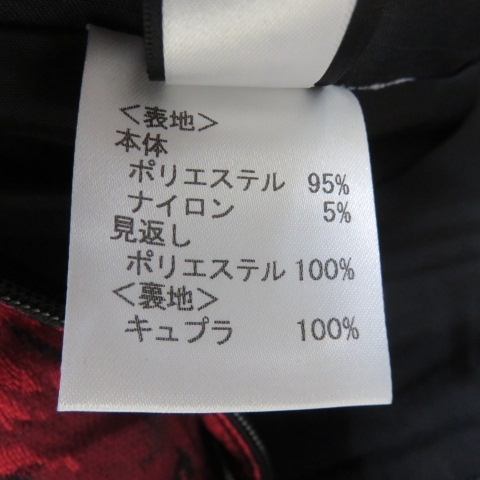 ＜表地＞
本体
ポリエステル 95%
ナイロン 5%
見返し
ポリエステル 100%
＜裏地＞
キュプラ 100%